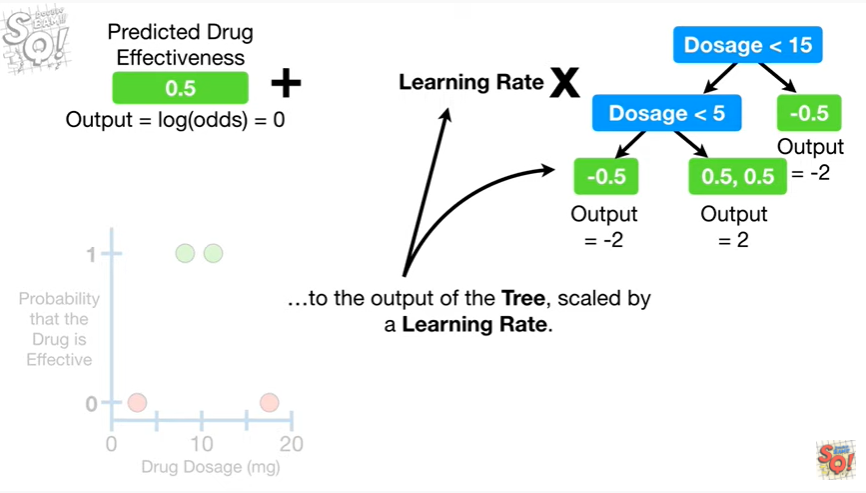 Predicted Drug
Effectiveness
0.5
Output = log(odds) = 0
+
Learning Rate X
Dosage < 15
Dosage < 5
-0.5
Output
= -2
-0.5
Output
= -2
0.5, 0.5
Output
= 2
...to the output of the Tree, scaled by
a Learning Rate.
Probability
that the
Drug is
Effective
1
0
0
10
20
Drug Dosage (mg)
SQ!